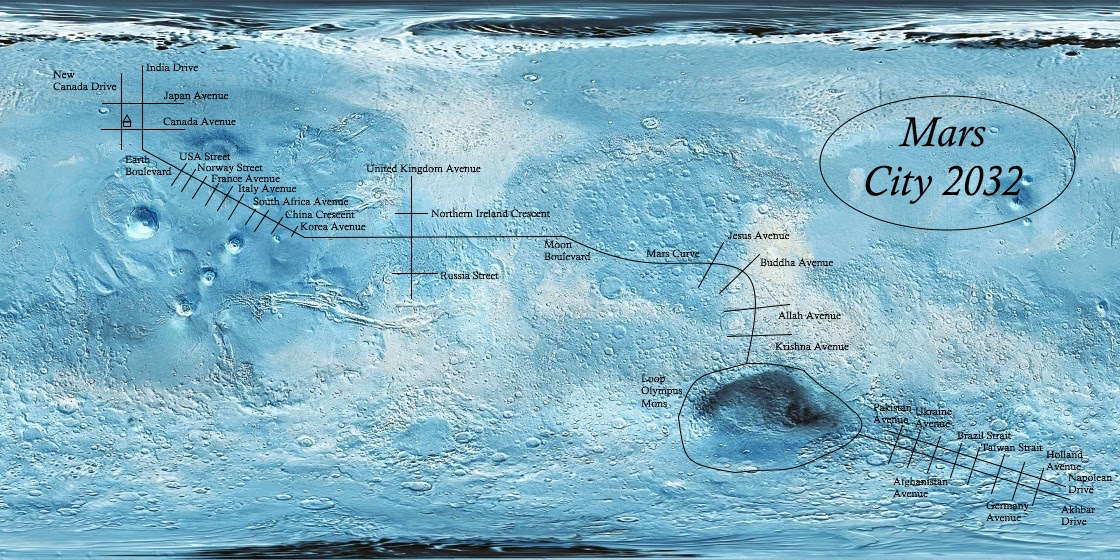 India Drive
New
Canada Drive
Japan Avenue
Canada Avenue
Mars
City 2032
Earth
Boulevard
USA Street
Norway Street
France Avenue
Italy Avenue
South Africa Avenue
China Crescent
Korea Avenue
United Kingdom Avenue
Northern Ireland Crescent
Russia Street
Moon
Boulevard
Mars Curve
Jesus Avenue
Buddha Avenue
Allah Avenue
Krishna Avenue
Loop
Olympus
Mons
Pakistan
Avenue
Ukraine
Avenue
Brazil Strait
Taiwan Strait
Holland
Avenue
Napolean
Drive
Afghanistan
Avenue
Germany
Avenue
Akhbar
Drive